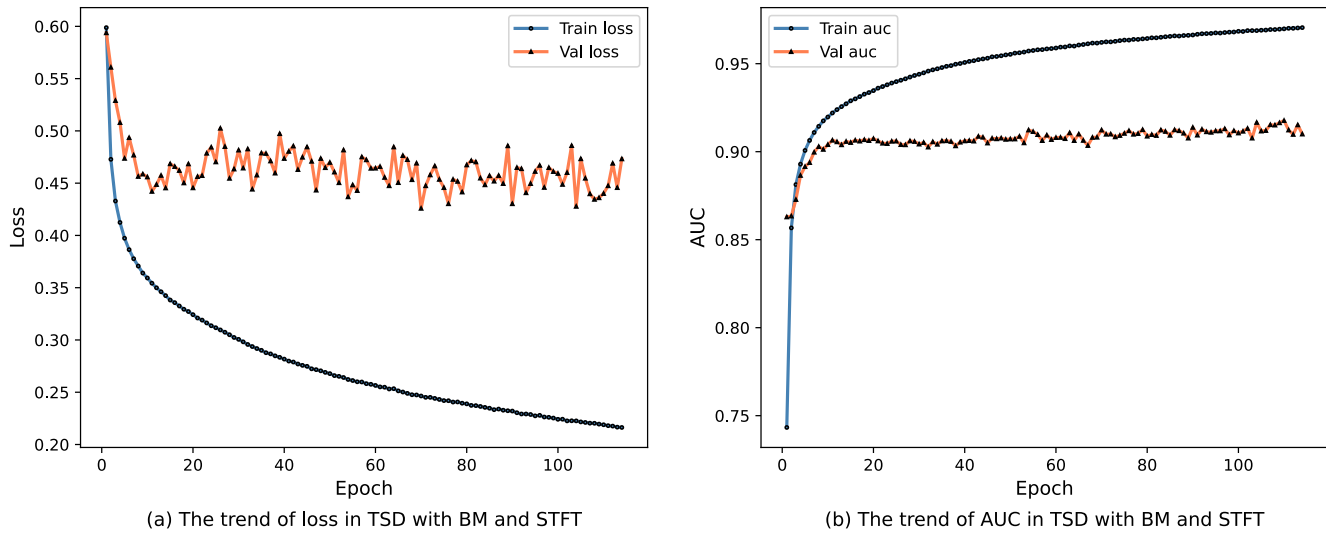 0.60
0.55
0.50
0.45
0.40
0.35
0.30
0.25
0.20
Loss
Train loss
Val loss
0 20 40 60 80 100
Epoch
(a) The trend of loss in TSD with BM and STFT
0.95
0.90
0.85
0.80
0.75
AUC
Train auc
Val auc
0 20 40 60 80 100
Epoch
(b) The trend of AUC in TSD with BM and STFT